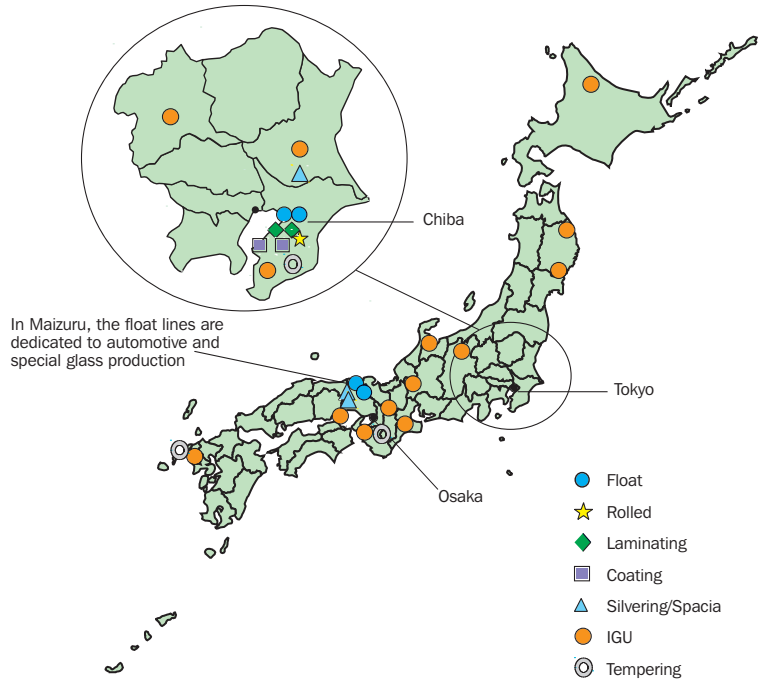 Chiba
In Maizuru, the float lines are
dedicated to automotive and
special glass production
Tokyo
Osaka
Float
Rolled
Laminating
Coating
Silvering/Spacia
IGU
Tempering